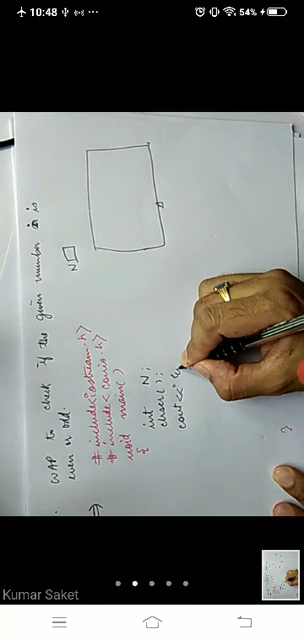 10:48
54%
WAP to check if the given number is is
even or odd.
N
⇒
#include<iostream.h>
#include<conio.h>
void main()
{
int N;
clrscr();
cout<<"
}
Kumar Saket